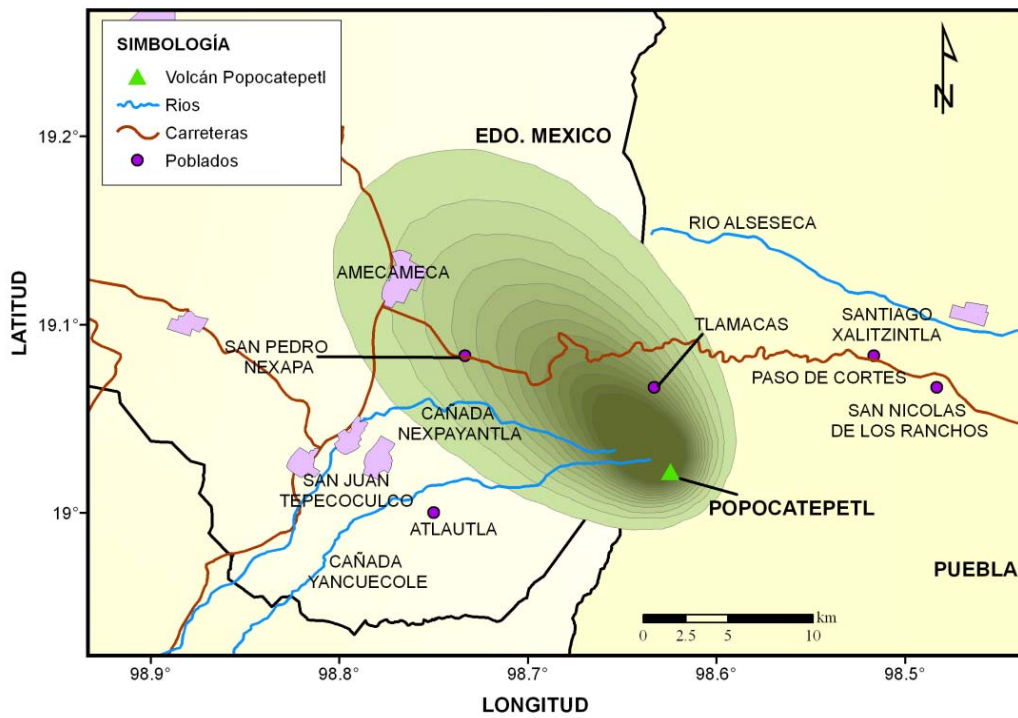 SIMBOLOGÍA
Volcán Popocatepetl
Rios
Carreteras
Poblados
N
EDO. MEXICO
RIO ALSESECA
AMECAMECA
TLAMACAS
SANTIAGO
XALITZINTLA
SAN PEDRO
NEXAPA
PASO DE CORTES
SAN NICOLAS
DE LOS RANCHOS
CAÑADA
NEXPAYANTLA
SAN JUAN
TEPECOCULCO
POPOCATEPETL
ATLAUTLA
CAÑADA
YANCUECOLE
PUEBLA
km
0 2.5 5 10
19.2°
19.1°
19°
LATITUD
98.9° 98.8° 98.7° 98.6° 98.5°
LONGITUD